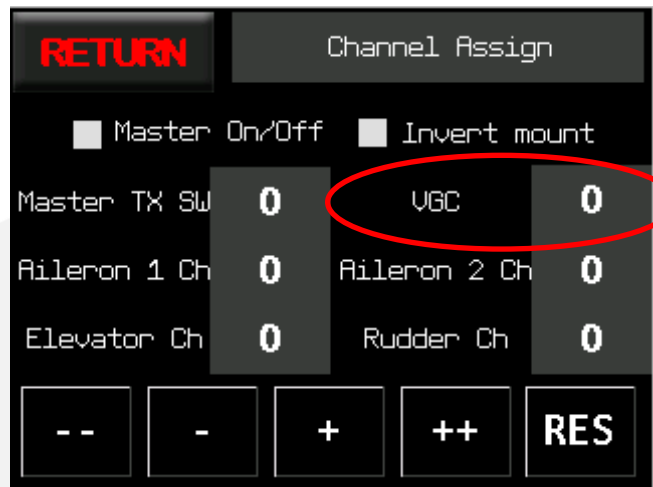 RETURN Channel Assign
Master On/Off Invert mount
Master TX SW 0 VGC 0
Aileron 1 Ch 0 Aileron 2 Ch 0
Elevator Ch 0 Rudder Ch 0
-- - + ++ RES